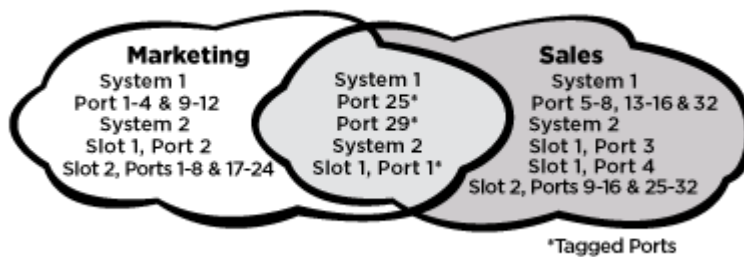 Marketing
System 1
Port 1-4 & 9-12
System 2
Slot 1, Port 2
Slot 2, Ports 1-8 & 17-24
System 1
Port 25*
Port 29*
System 2
Slot 1, Port 1*
Sales
System 1
Port 5-8, 13-16 & 32
System 2
Slot 1, Port 3
Slot 1, Port 4
Slot 2, Ports 9-16 & 25-32
*Tagged Ports